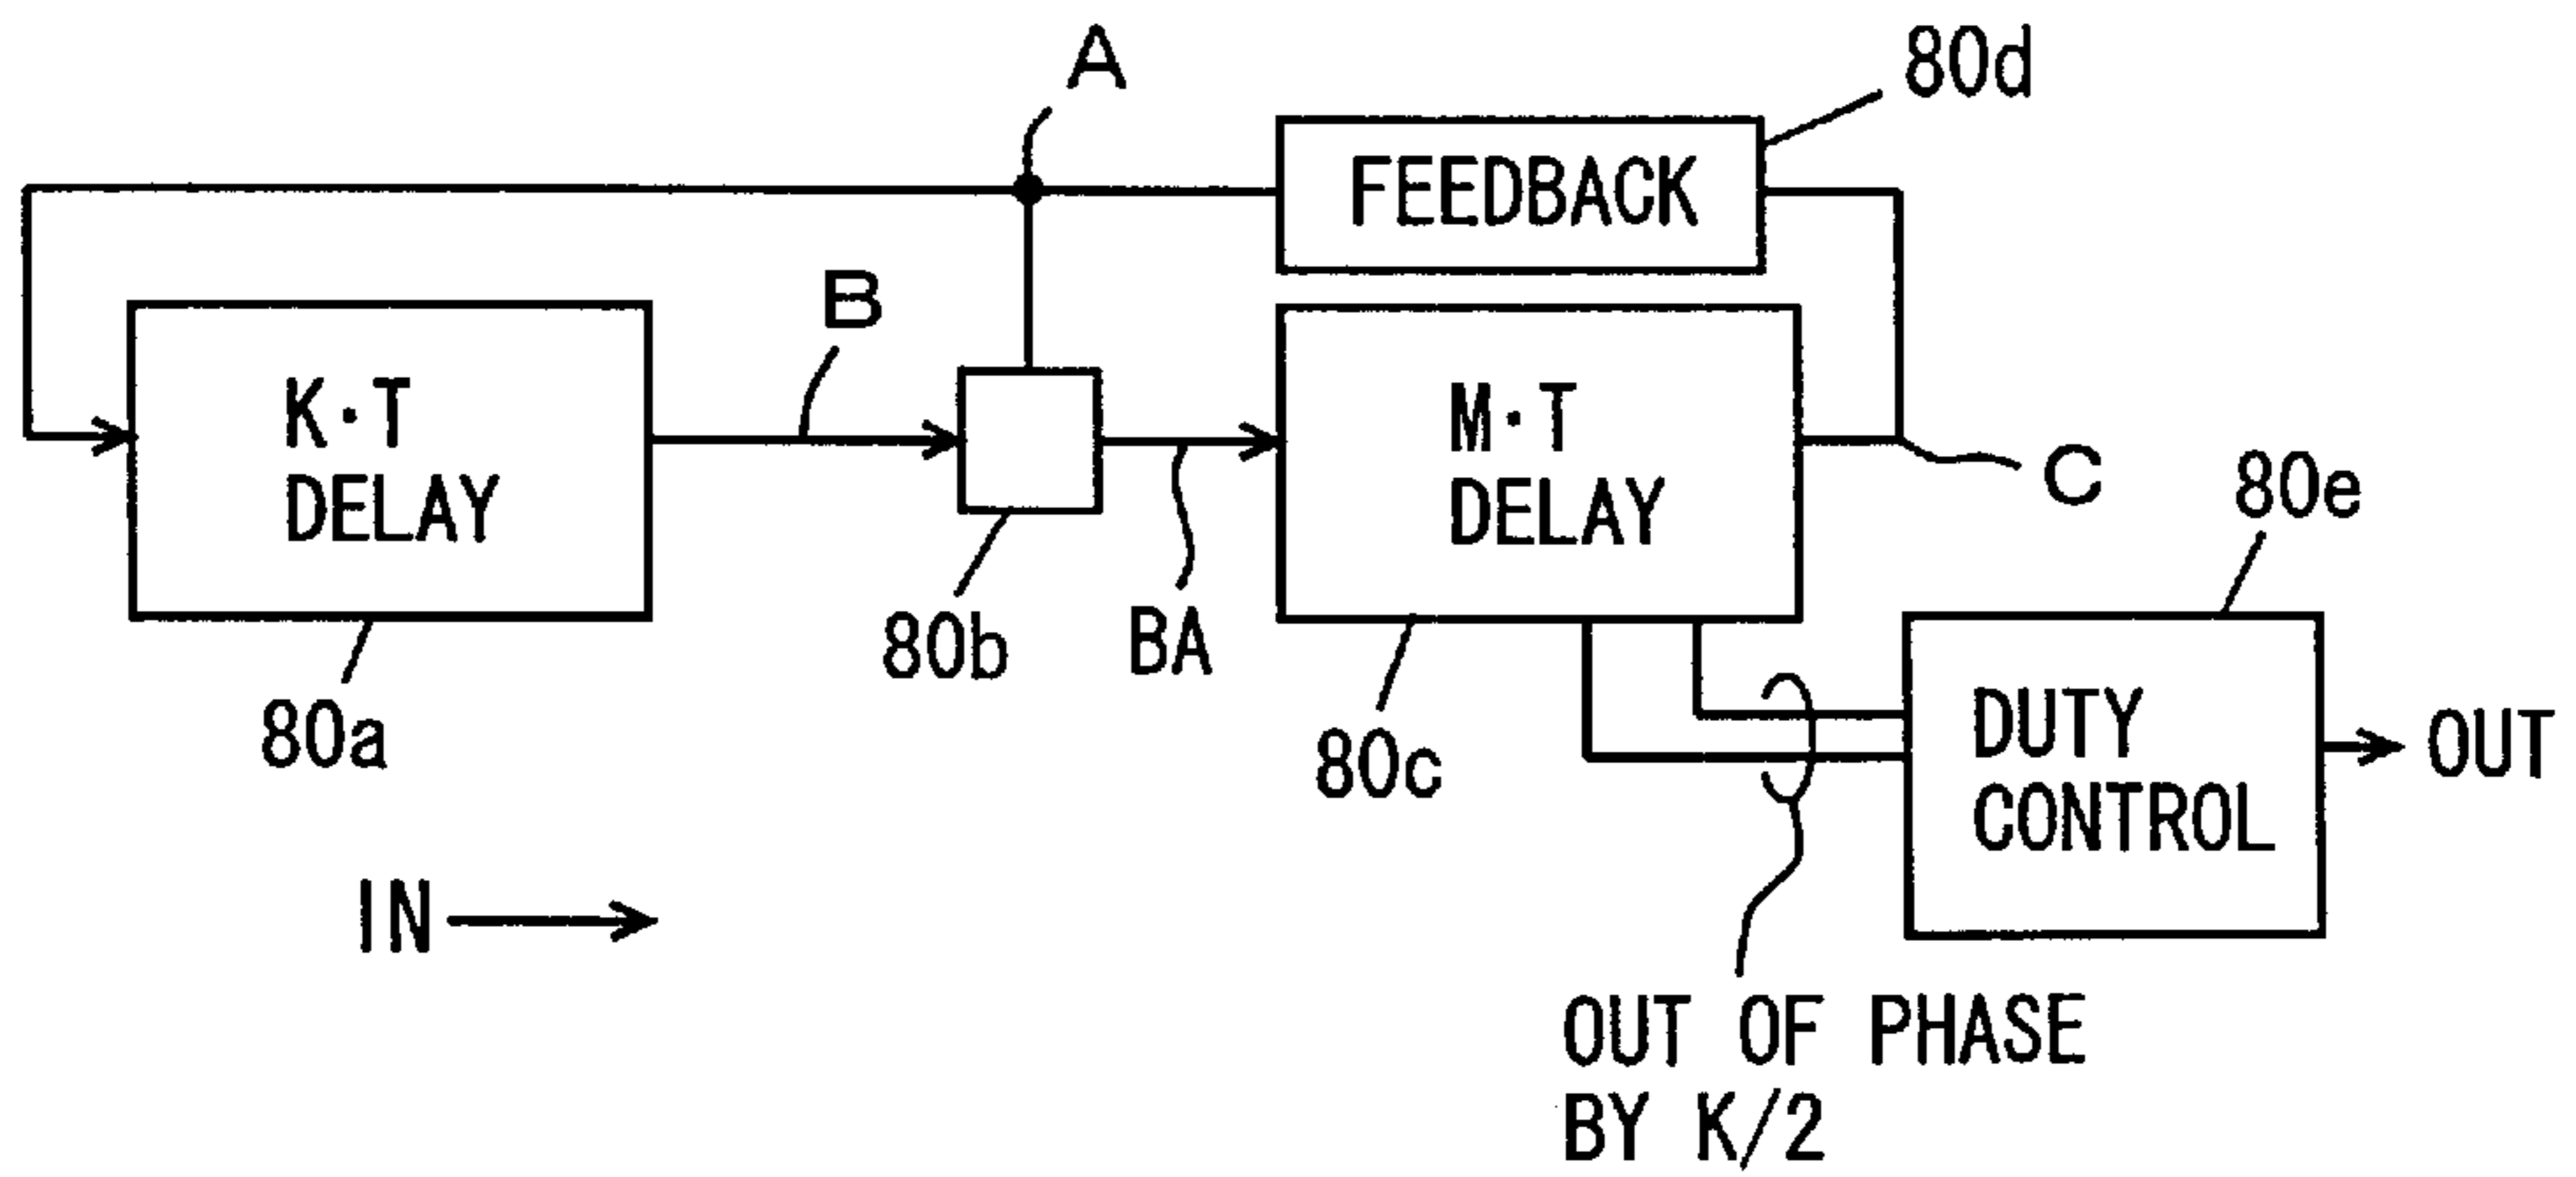 A
80d
FEEDBACK
B
K·T
DELAY
M·T
DELAY
C
80e
80b
BA
80a
80c
DUTY
CONTROL
OUT
IN
OUT OF PHASE
BY K/2